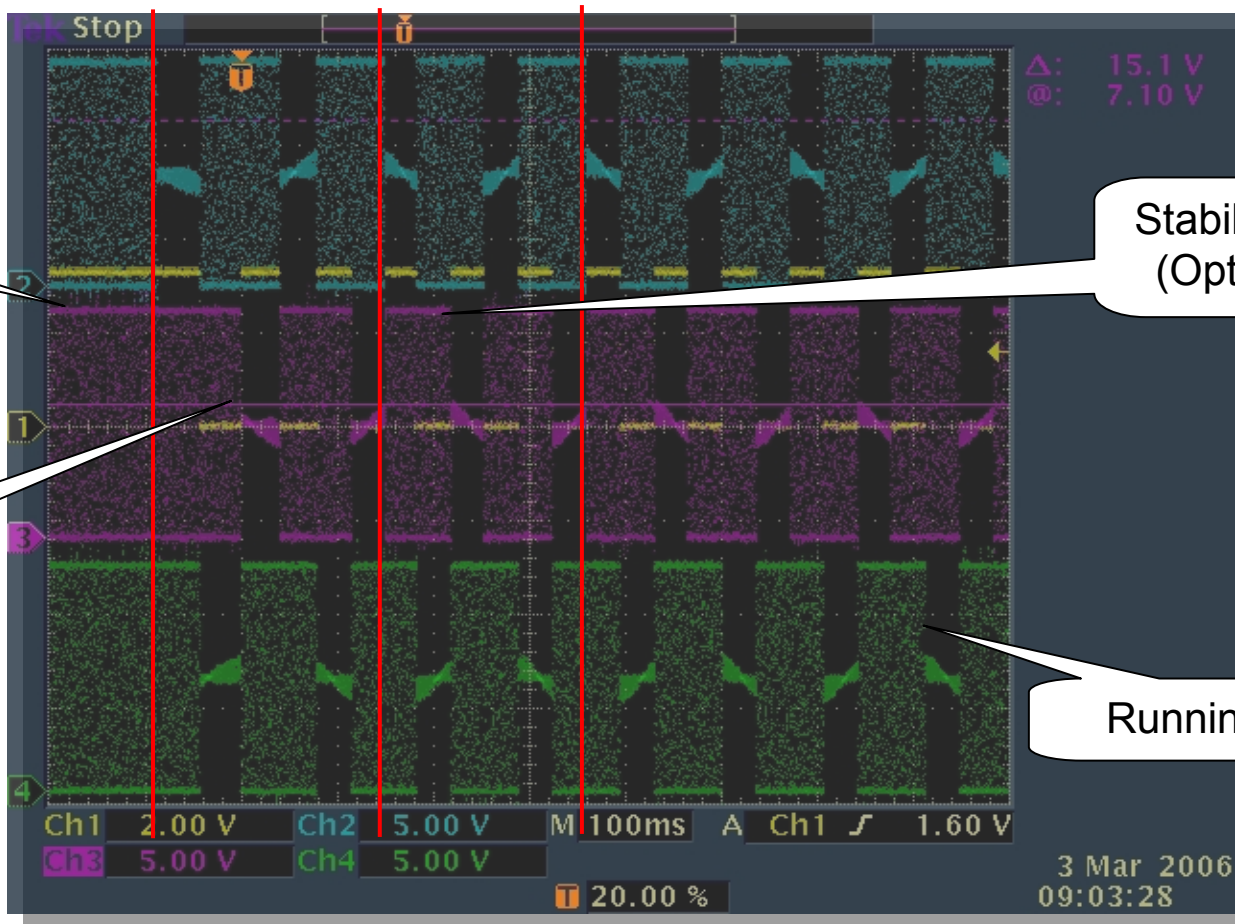 Tek Stop
T
T
Δ: 15.1 V
@: 7.10 V
Stabil
(Opt
2
1
3
Runnin
4
Ch1 2.00 V Ch2 5.00 V M 100ms A Ch1 1.60 V
Ch3 5.00 V Ch4 5.00 V
3 Mar 2006
T 20.00 %
09:03:28